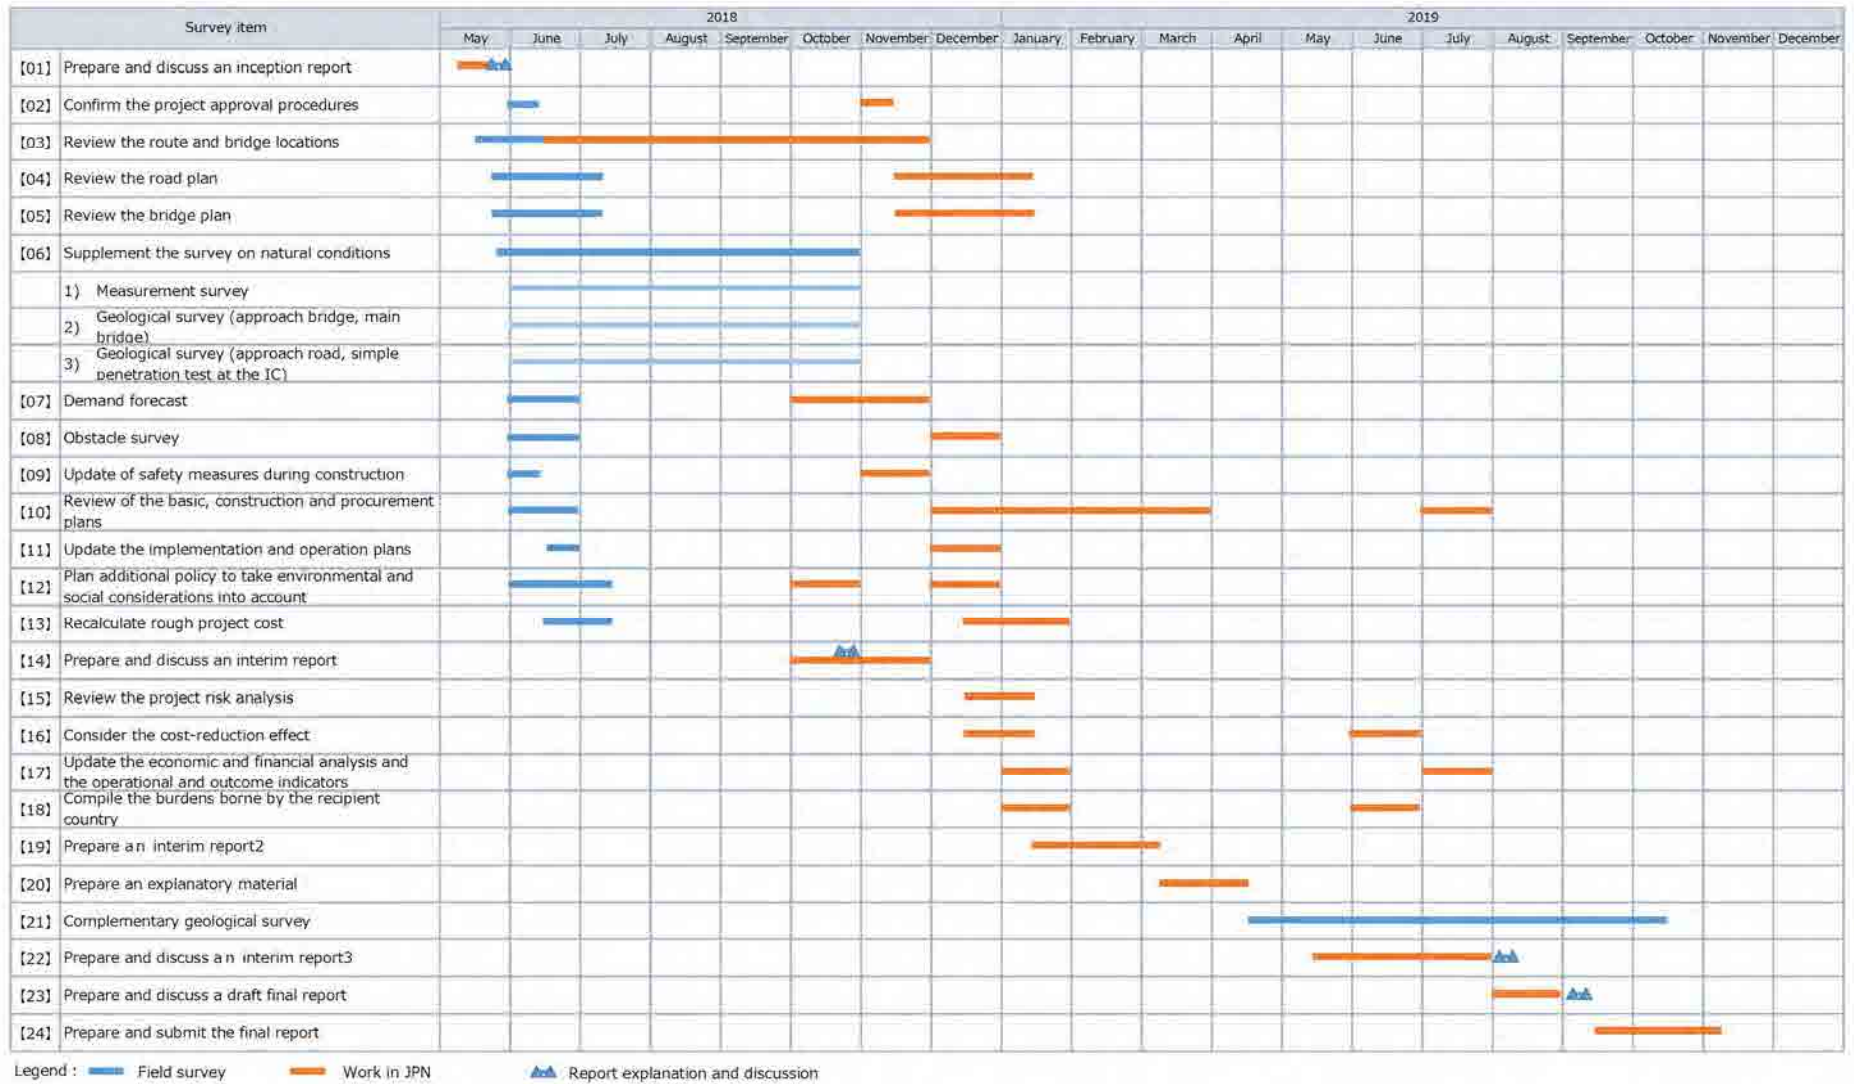 Survey item
2018
2019
May June July August September October November December January February March April May June July August September October November December
【01】 Prepare and discuss an inception report
【02】 Confirm the project approval procedures
【03】 Review the route and bridge locations
【04】 Review the road plan
【05】 Review the bridge plan
【06】 Supplement the survey on natural conditions
1) Measurement survey
2) Geological survey (approach bridge, main
bridge)
3) Geological survey (approach road, simple
penetration test at the IC)
【07】 Demand forecast
【08】 Obstacle survey
【09】 Update of safety measures during construction
【10】 Review of the basic, construction and procurement
plans
【11】 Update the implementation and operation plans
【12】 Plan additional policy to take environmental and
social considerations into account
【13】 Recalculate rough project cost
【14】 Prepare and discuss an interim report
【15】 Review the project risk analysis
【16】 Consider the cost-reduction effect
【17】 Update the economic and financial analysis and
the operational and outcome indicators
【18】 Compile the burdens borne by the recipient
country
【19】 Prepare an interim report2
【20】 Prepare an explanatory material
【21】 Complementary geological survey
【22】 Prepare and discuss an interim report3
【23】 Prepare and discuss a draft final report
【24】 Prepare and submit the final report
Legend : Field survey Work in JPN Report explanation and discussion